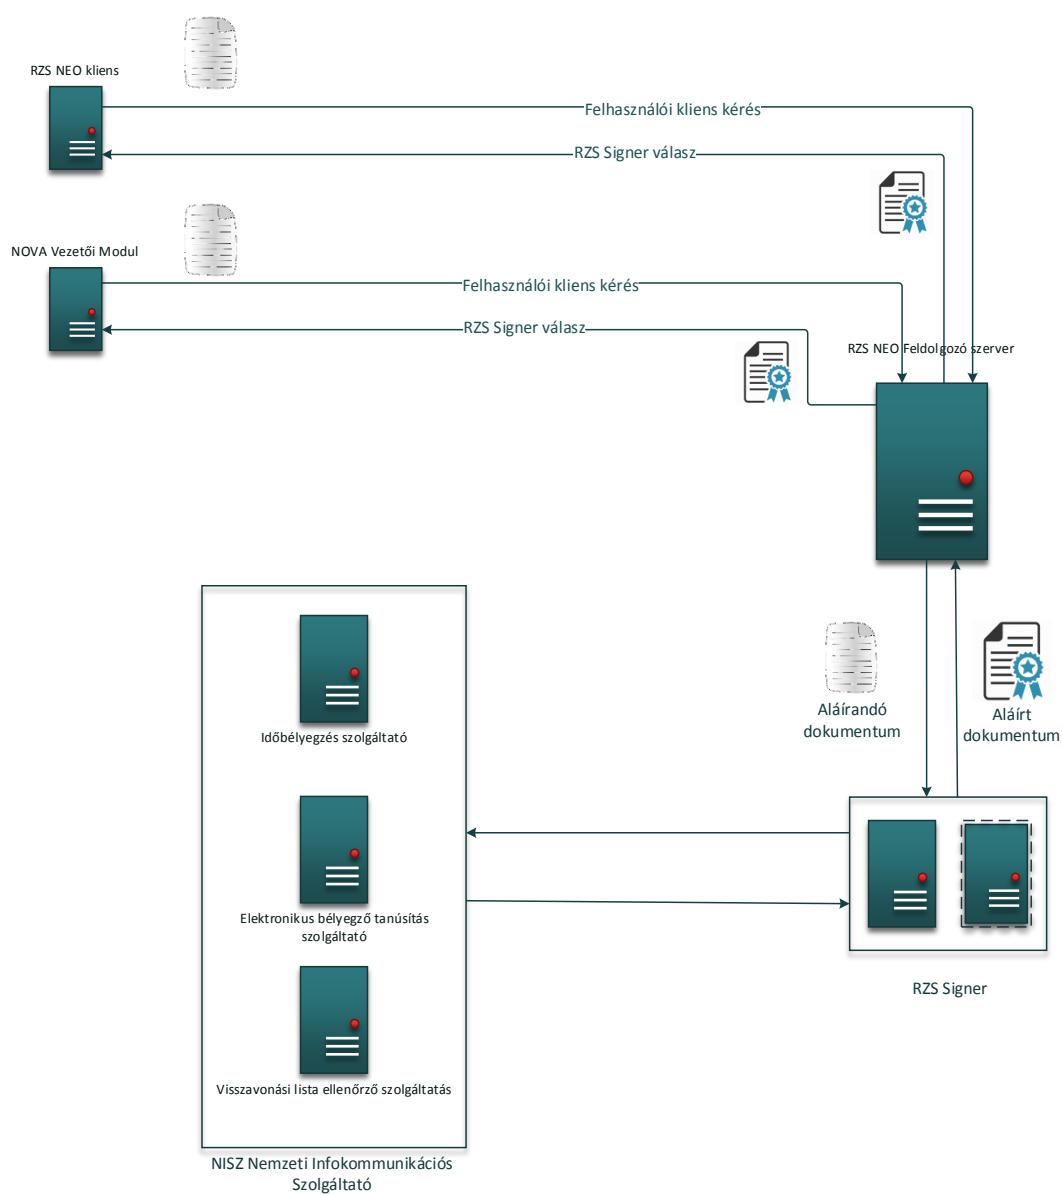 RZS NEO kliens
Felhasználói kliens kérés
RZS Signer válasz
NOVA Vezetői Modul
Felhasználói kliens kérés
RZS Signer válasz
RZS NEO Feldolgozó szerver
Aláírandó
dokumentum
Aláírt
dokumentum
Időbélyegzés szolgáltató
Elektronikus bélyegző tanúsítás
szolgáltató
RZS Signer
Visszavonási lista ellenőrző szolgáltatás
NISZ Nemzeti Infokommunikációs
Szolgáltató